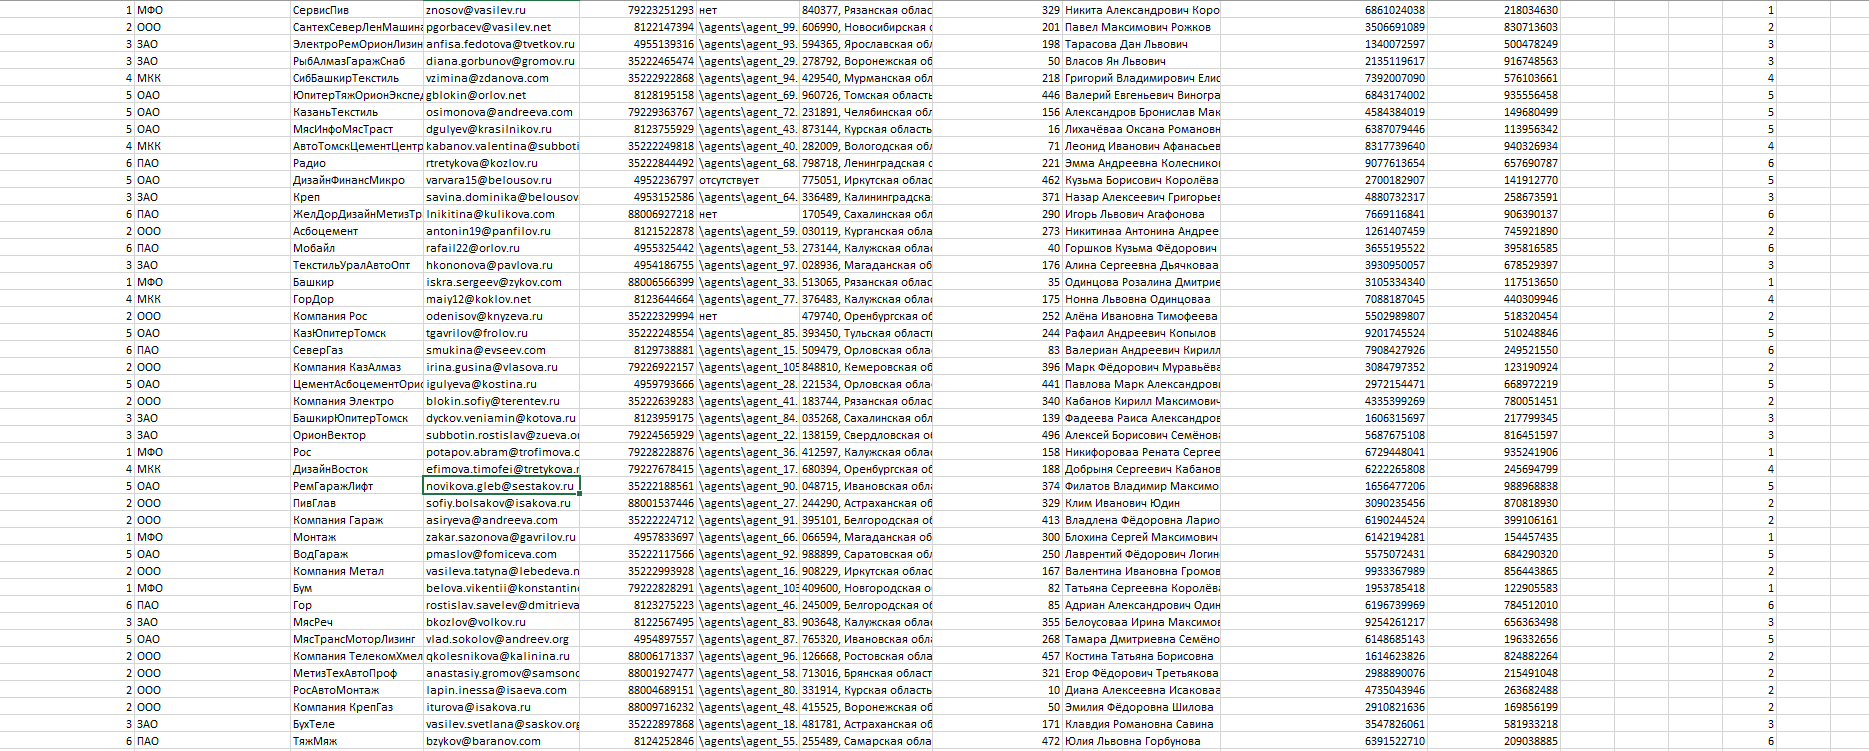 1 МФО СервисПив znosov@vasilev.ru 79223251293 нет 840377, Рязанская облас 329 Никита Александрович Коро 6861024038 218034630 1
2 ООО СантехСеверЛенМашина pgorbacev@vasilev.net 8122147394 \agents\agent_99. 606990, Новосибирская о 201 Павел Максимович Рожков 3506691089 830713603 2
3 ЗАО ЭлектроРемОрионЛизин anfisa.fedotova@tvetkov.ru 4955139316 \agents\agent_93. 594365, Ярославская обл 198 Тарасова Дан Львович 1340072597 500478249 3
3 ЗАО РыбАлмазГаражСнаб diana.gorbunov@gromov.ru 35222465474 \agents\agent_29. 278792, Воронежская об 50 Власов Ян Львович 2135119617 916748563 3
4 МКК СибБашкирТекстиль vzimina@zdanova.com 35222922868 \agents\agent_94. 429540, Мурманская обл 218 Григорий Владимирович Елис 7392007090 576103661 4
5 ОАО ЮпитерТяжОрионЭкспед gblokin@orlov.net 8128195158 \agents\agent_69. 960726, Томская область 446 Валерий Евгеньевич Виногра 6843174002 935556458 5
5 ОАО КазаньТекстиль osimonova@andreeva.com 79229363767 \agents\agent_72. 231891, Челябинская обл 156 Александров Бронислав Мак 4584384019 149680499 5
5 ОАО МясИнфоМясТраст dgulyev@krasilnikov.ru 8123755929 \agents\agent_43. 873144, Курская область 16 Лихачёваа Оксана Романовн 6387079446 113956342 5
4 МКК АвтоТомскЦементЦентр kabanov.valentina@subboti 35222249818 \agents\agent_40. 282009, Вологодская об 71 Леонид Иванович Афанасьев 8317739640 940326934 4
6 ПАО Радио rtretykova@kozlov.ru 35222844492 \agents\agent_68. 798718, Ленинградская о 221 Эмма Андреевна Колесникo 9077613654 657690787 6
5 ОАО ДизайнФинансМикро varvara15@belousov.ru 4952236797 отсутствует 775051, Иркутская облас 462 Кузьма Борисович Королёва 2700182907 141912770 5
3 ЗАО Креп savina.dominika@belousov 4953152586 \agents\agent_64. 336489, Калининградская 371 Назар Алексеевич Григорьев 4880732317 258673591 3
6 ПАО ЖелДорДизайнМетизТр lnikitina@kulikova.com 88006927218 нет 170549, Сахалинская обл 290 Игорь Львович Агафонова 7669116841 906390137 6
2 ООО Асбоцемент antonin19@panfilov.ru 8121522878 \agents\agent_59. 030119, Курганская обла 273 Никитинаа Антонина Андрее 1261407459 745921890 2
6 ПАО Мобайл rafail22@orlov.ru 4955325442 \agents\agent_53. 273144, Калужская облас 40 Горшков Кузьма Фёдорович 3655195522 395816585 6
3 ЗАО ТекстильУралАвтоОпт hkononova@pavlova.ru 4954186755 \agents\agent_97. 028936, Магаданская об 176 Алина Сергеевна Дьячковаа 3930950057 678529397 3
1 МФО Башкир iskra.sergeev@zykov.com 88006566399 \agents\agent_33. 513065, Рязанская облас 35 Одинцова Розалина Дмитрие 3105334340 117513650 1
4 МКК ГорДор maiy12@koklov.net 8123644664 \agents\agent_77. 376483, Калужская облас 175 Нонна Львовна Одинцоваа 7088187045 440309946 4
2 ООО Компания Рос odenisov@knyzeva.ru 35222329994 нет 479740, Оренбургская об 252 Алёна Ивановна Тимофеева 5502989807 518320454 2
5 ОАО КазЮпитерТомск tgavrilov@frolov.ru 35222248554 \agents\agent_85. 393450, Тульская область 244 Рафаил Андреевич Копылов 9201745524 510248846 5
6 ПАО СеверГаз smukina@evseev.com 8129738881 \agents\agent_15. 509479, Орловская облас 83 Валериан Андреевич Кирилл 7908427926 249521550 6
2 ООО Компания КазАлмаз irina.gusina@vlasova.ru 79226922157 \agents\agent_105 848810, Кемеровская об 396 Марк Фёдорович Муравьёва 3084797352 123190924 2
5 ОАО ЦементАсбоцементОрио igulyeva@kostina.ru 4959793666 \agents\agent_28. 221534, Орловская облас 441 Павлова Марк Александрови 2972154471 668972219 5
2 ООО Компания Электро blokin.sofiy@terentev.ru 35222639283 \agents\agent_41. 183744, Рязанская облас 340 Кабанов Кирилл Максимович 4335399269 780051451 2
3 ЗАО БашкирЮпитерТомск dyckov.veniamin@kotova.ru 8123959175 \agents\agent_84. 035268, Сахалинская обл 139 Фадеева Раиса Александров 1606315697 217799345 3
3 ЗАО ОрионВектор subbotin.rostislav@zueva.o 79224565929 \agents\agent_22. 138159, Свердловская об 496 Алексей Борисович Семёнова 5687675108 816451597 3
1 МФО Рос potapov.abram@trofimova.c 79228228876 \agents\agent_36. 412597, Калужская облас 158 Никифороваа Рената Сергее 6729448041 935241906 1
4 МКК ДизайнВосток efimova.timofei@tretykova.r 79227678415 \agents\agent_17. 680394, Оренбургская об 188 Добрыня Сергеевич Кабанов 6222265808 245694799 4
5 ОАО РемГаражЛифт novikova.gleb@sestakov.ru 35222188561 \agents\agent_90. 048715, Ивановская облас 374 Филатов Владимир Максимо 1656477206 988968838 5
2 ООО ПивГлав sofiy.bolsakov@isakova.ru 88001537446 \agents\agent_27. 244290, Астраханская об 329 Клим Иванович Юдин 3090235456 870818930 2
2 ООО Компания Гараж asiryeva@andreeva.com 35222224712 \agents\agent_91. 395101, Белгородская об 413 Владлена Фёдоровна Ларио 6190244524 399106161 2
1 МФО Монтаж zakar.sazonova@gavrilov.ru 4957833697 \agents\agent_66. 066594, Магаданская об 300 Блохина Сергей Максимович 6142194281 154457435 1
5 ОАО ВодГараж pmaslov@fomiceva.com 35222117566 \agents\agent_92. 988899, Саратовская обл 250 Лаврентий Фёдорович Логин 5575072431 684290320 5
2 ООО Компания Метал vasileva.tatyna@lebedeva.n 35222993928 \agents\agent_16. 908229, Иркутская облас 167 Валентина Ивановна Громов 9933367989 856443865 2
1 МФО Бум belova.vikentii@konstantino 79222828291 \agents\agent_103 409600, Новгородская о 82 Татьяна Сергеевна Королёв 1953785418 122905583 1
6 ПАО Гор rostislav.savelev@dmitrieva 8123275223 \agents\agent_46. 245009, Белгородская об 85 Адриан Александрович Один 6196739969 784512010 6
3 ЗАО МясРеч bkozlov@volkov.ru 8122567495 \agents\agent_83. 903648, Калужская облас 355 Белоусоваа Ирина Максимов 9254261217 656363498 3
5 ОАО МясТрансМоторЛизинг vlad.sokolov@andreev.org 4954897557 \agents\agent_87. 765320, Ивановская обла 268 Тамара Дмитриевна Семёно 6148685143 196332656 5
2 ООО Компания ТелекомХмел qkolesnikova@kalinina.ru 88006171337 \agents\agent_96. 126668, Ростовская обла 457 Костина Татьяна Борисовна 1614623826 824882264 2
2 ООО МетизТехАвтоПроф anastasiy.gromov@samsonc 88001927477 \agents\agent_58. 713016, Брянская област 321 Егор Фёдорович Третьякова 2988890076 215491048 2
2 ООО РосАвтоМонтаж lapin.inessa@isaeva.com 88004689151 \agents\agent_80. 331914, Курская область 10 Диана Алексеевна Исаковаа 4735043946 263682488 2
2 ООО Компания КрепГаз iturova@isakova.ru 88009716232 \agents\agent_48. 415525, Воронежская об 50 Эмилия Фёдоровна Шилова 2910821636 169856199 2
3 ЗАО БухТеле vasilev.svetlana@saskov.org 35222897868 \agents\agent_18. 481781, Астраханская об 171 Клавдия Романовна Савина 3547826061 581933218 3
6 ПАО ТяжМяж bzykov@baranov.com 8124252846 \agents\agent_55. 255489, Самарская обла 472 Юлия Львовна Горбунова 6391522710 209038885 6